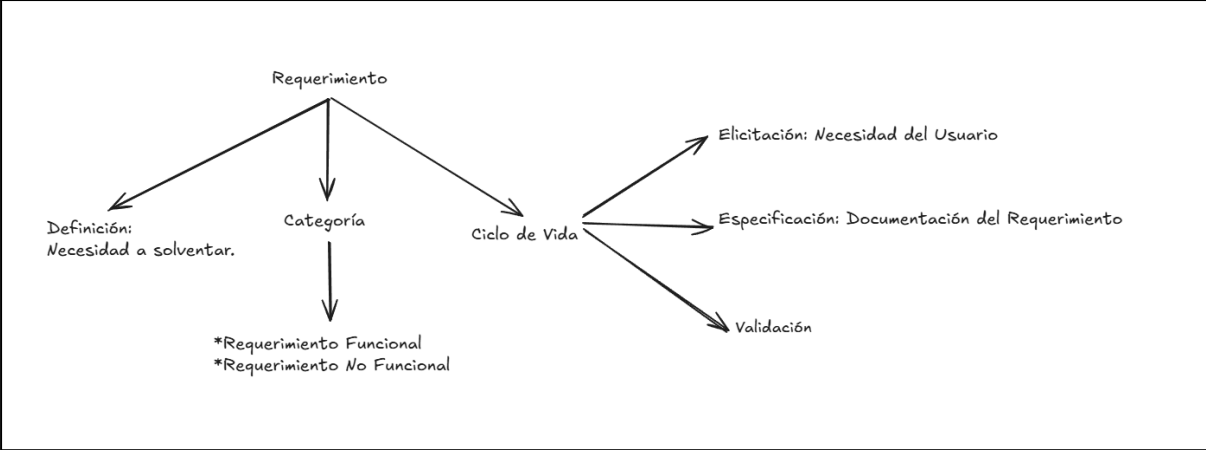 Requerimiento
Definición:
Necesidad a solventar.
Categoría
*Requerimiento Funcional
*Requerimiento No Funcional
Ciclo de Vida
Elicitación: Necesidad del Usuario
Especificación: Documentación del Requerimiento
Validación